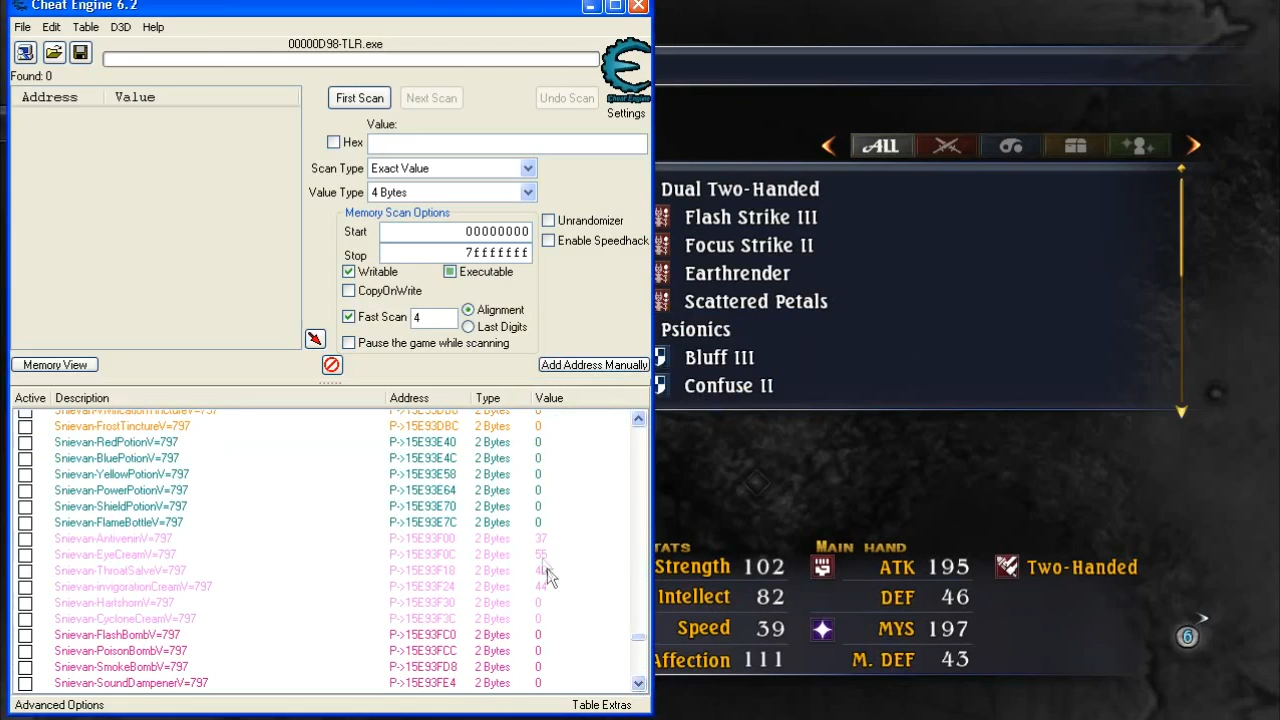 Cheat Engine 6.2
File Edit Table D3D Help
00000D98-TLR.exe
Found: 0
Cheat Engine
Settings
Address Value
First Scan Next Scan Undo Scan
Value:
Hex
Scan Type Exact Value
Value Type 4 Bytes
Memory Scan Options
Start 00000000
Stop 7fffffff
Unrandomizer
Enable Speedhack
Writable Executable
CopyOnWrite
Fast Scan 4 Alignment
Last Digits
Pause the game while scanning
Memory View Add Address Manually
Active Description Address Type Value
Snievan-FrostTinctureV=797 P->15E93DBC 2 Bytes 0
Snievan-RedPotionV=797 P->15E93E40 2 Bytes 0
Snievan-BluePotionV=797 P->15E93E4C 2 Bytes 0
Snievan-YellowPotionV=797 P->15E93E58 2 Bytes 0
Snievan-PowerPotionV=797 P->15E93E64 2 Bytes 0
Snievan-ShieldPotionV=797 P->15E93E70 2 Bytes 0
Snievan-FlameBottleV=797 P->15E93E7C 2 Bytes 0
Snievan-AntiveninV=797 P->15E93F00 2 Bytes 37
Snievan-EyeCreamV=797 P->15E93F0C 2 Bytes 55
Snievan-ThroatSalveV=797 P->15E93F18 2 Bytes
Snievan-invigorationCreamV=797 P->15E93F24 2 Bytes 44
Snievan-HartshornV=797 P->15E93F30 2 Bytes 0
Snievan-CycloneCreamV=797 P->15E93F3C 2 Bytes 0
Snievan-FlashBombV=797 P->15E93FC0 2 Bytes 0
Snievan-PoisonBombV=797 P->15E93FCC 2 Bytes 0
Snievan-SmokeBombV=797 P->15E93FD8 2 Bytes 0
Snievan-SoundDampenerV=797 P->15E93FE4 2 Bytes 0
Advanced Options Table Extras
ALL
Dual Two-Handed
Flash Strike III
Focus Strike II
Earthrender
Scattered Petals
Psionics
Bluff III
Confuse II
TATS MAIN HAND
Strength 102 ATK 195 Two-Handed
Intellect 82 DEF 46
Speed 39 MYS 197
Affection 111 M. DEF 43
6